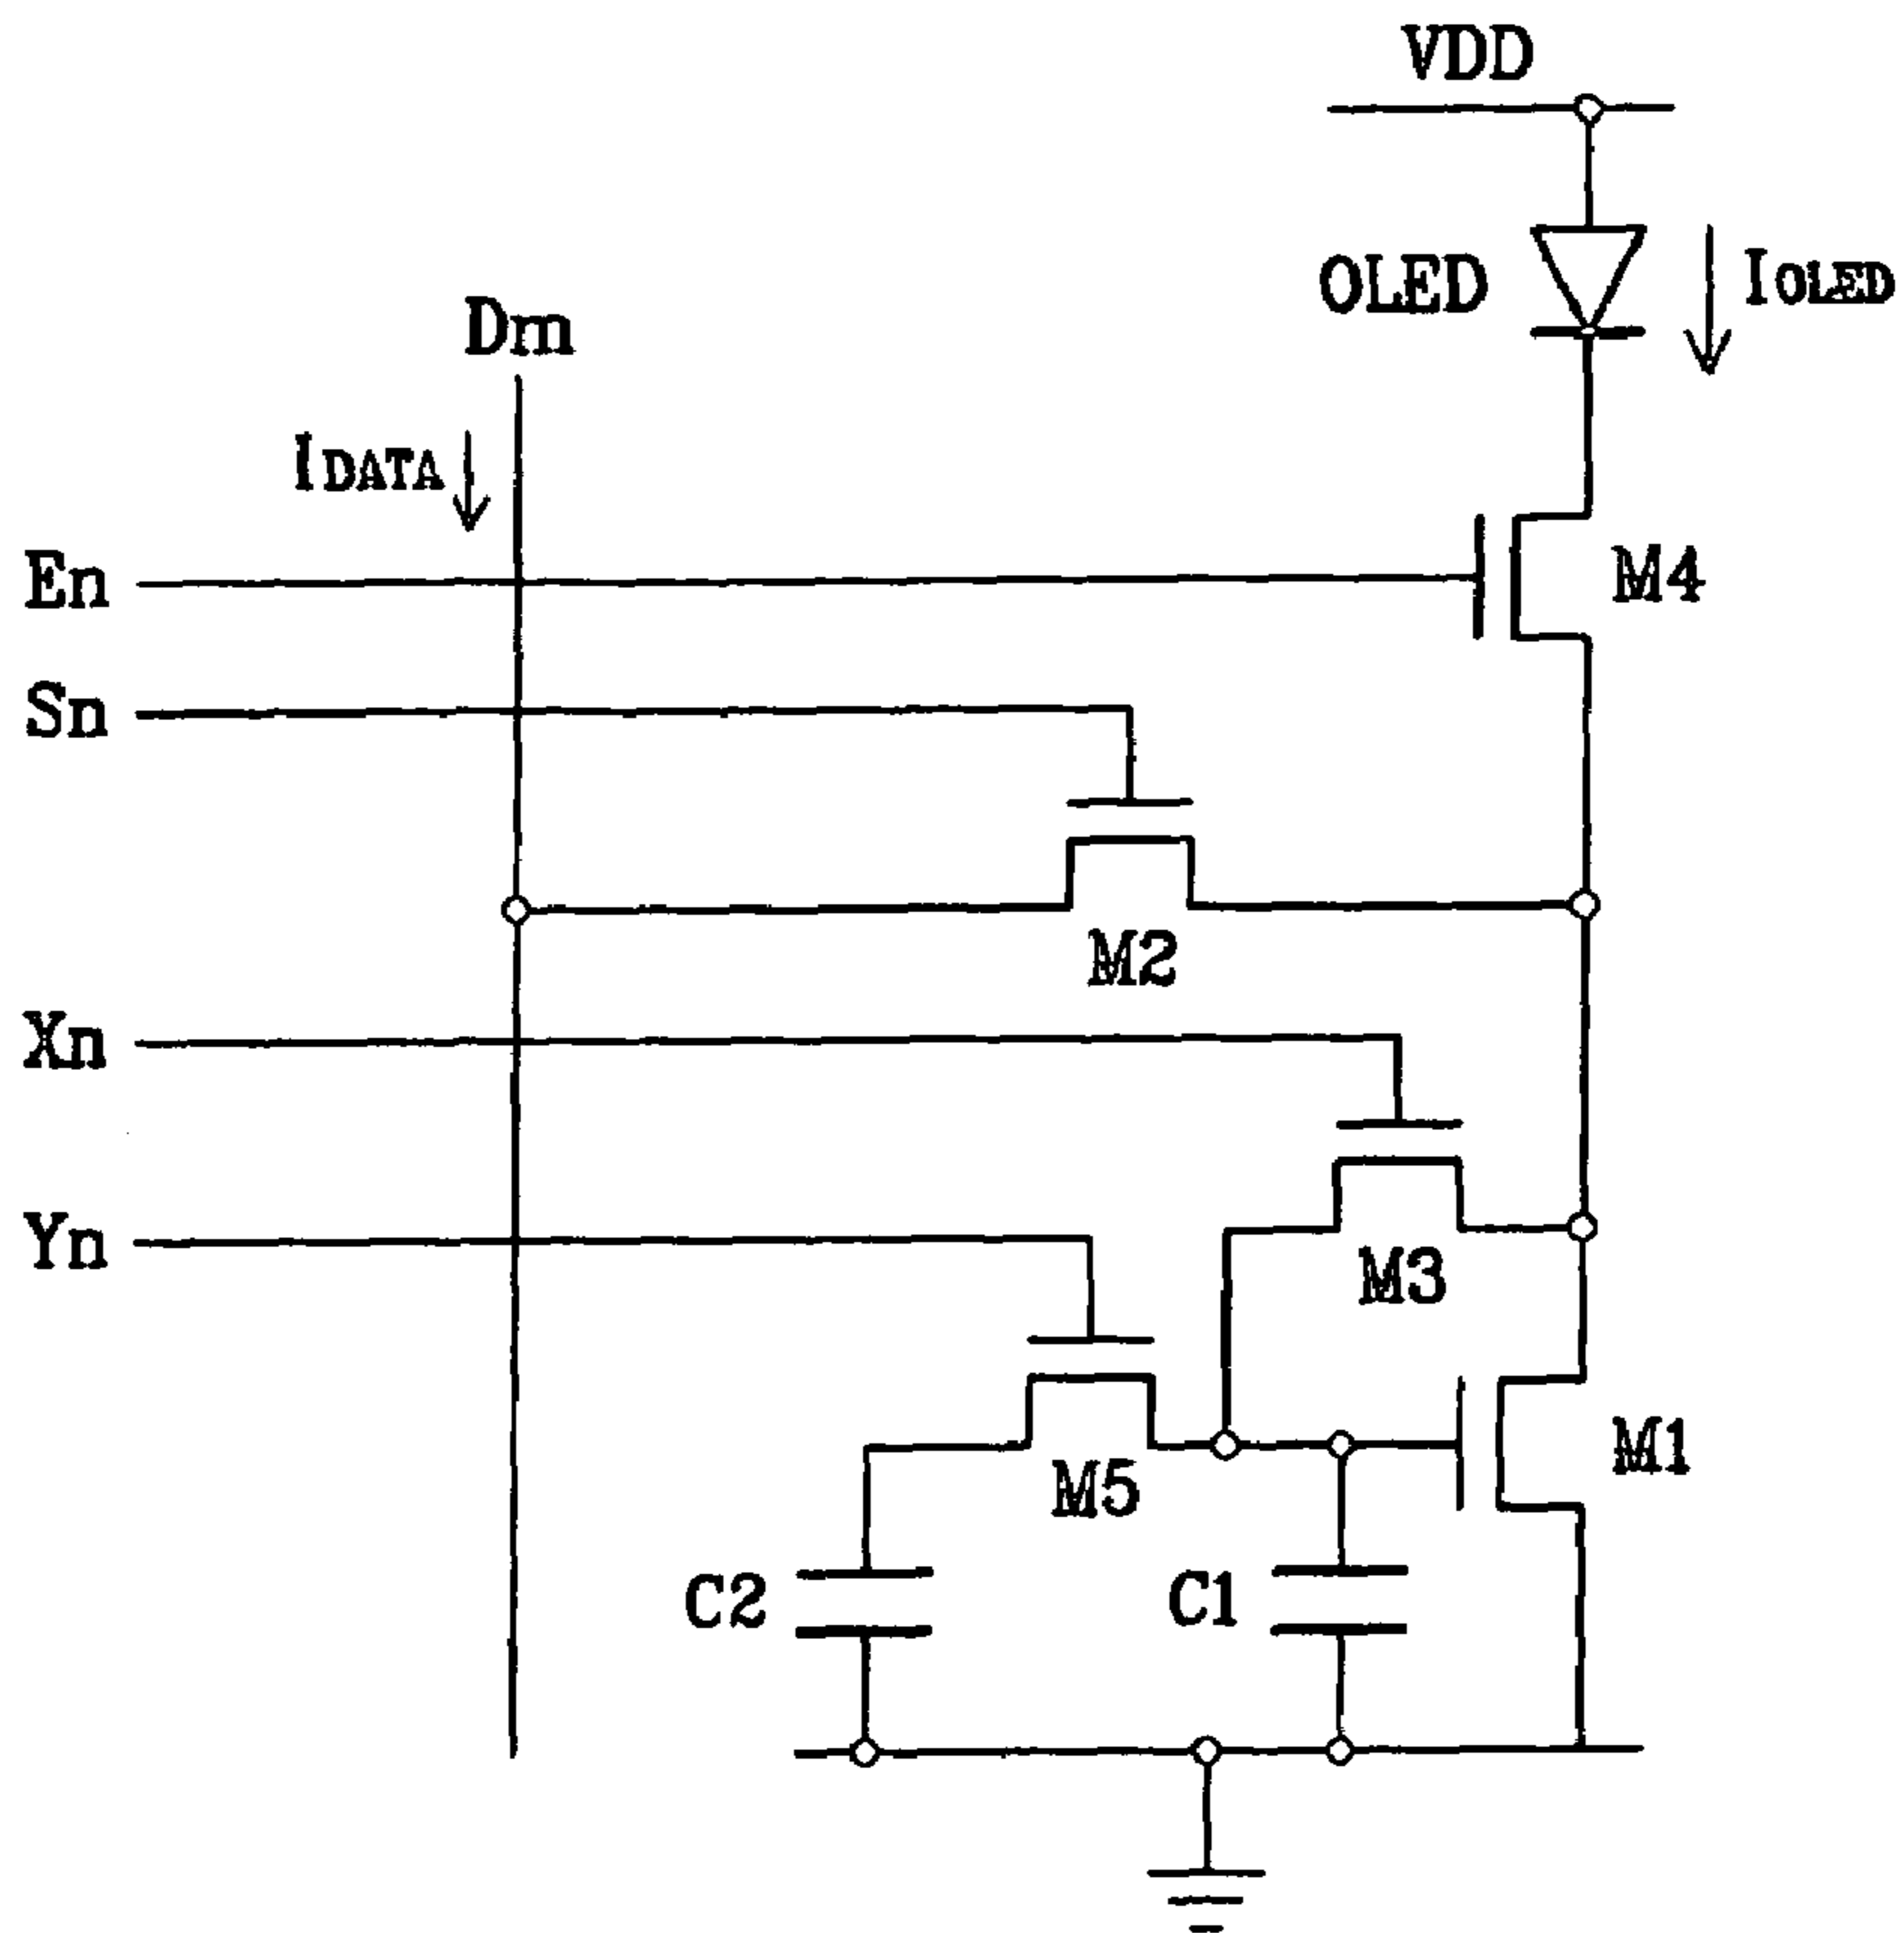 VDD
OLED
IOLED
Dm
IDATA
En
M4
Sn
M2
Xn
Yn
M3
M5
M1
C2
C1